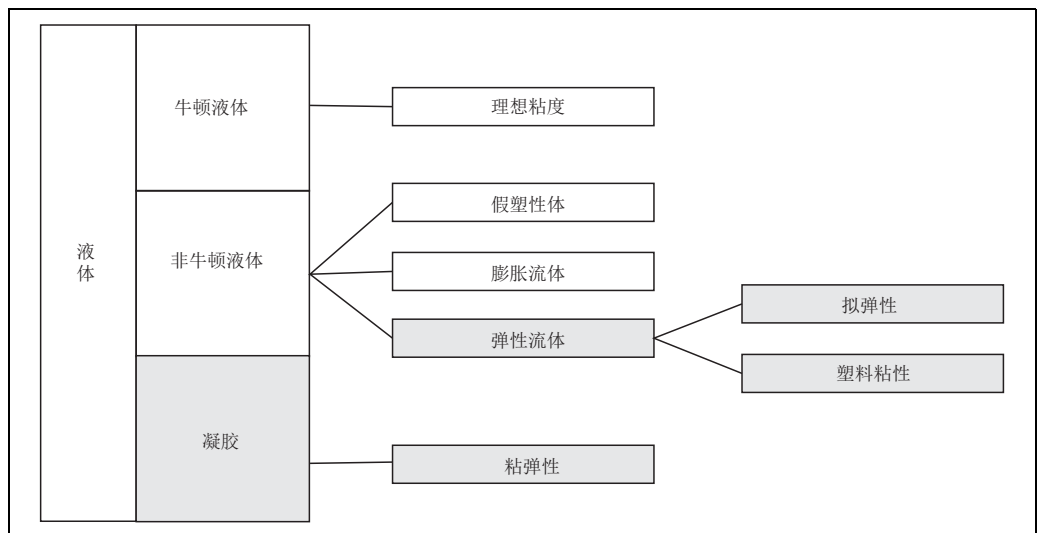 液
体
牛顿液体
理想粘度
非牛顿液体
假塑性体
膨胀流体
弹性流体
拟弹性
塑料粘性
凝胶
粘弹性